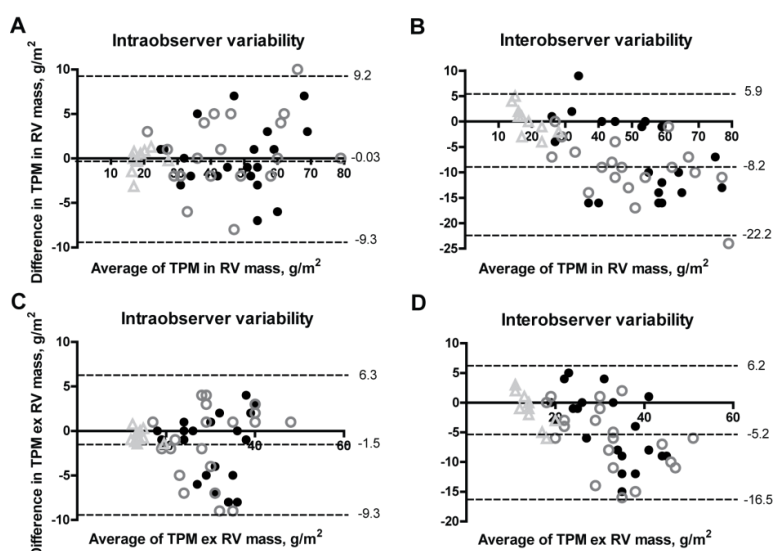 A
Intraobserver variability
Difference in TPM in RV mass, g/m²
10
5
0
-5
-10
10 20 30 40 50 60 70 80
9.2
-0.03
-9.3
Average of TPM in RV mass, g/m²
B
Interobserver variability
10
5
0
-5
-10
-15
-20
-25
10 20 30 40 50 60 70 80
5.9
-8.2
-22.2
Average of TPM in RV mass, g/m²
C
Intraobserver variability
Difference in TPM ex RV mass, g/m²
10
5
0
-5
-10
20 40 60
6.3
-1.5
-9.3
Average of TPM ex RV mass, g/m²
D
Interobserver variability
10
5
0
-5
-10
-15
-20
20 40 60
6.2
-5.2
-16.5
Average of TPM ex RV mass, g/m²